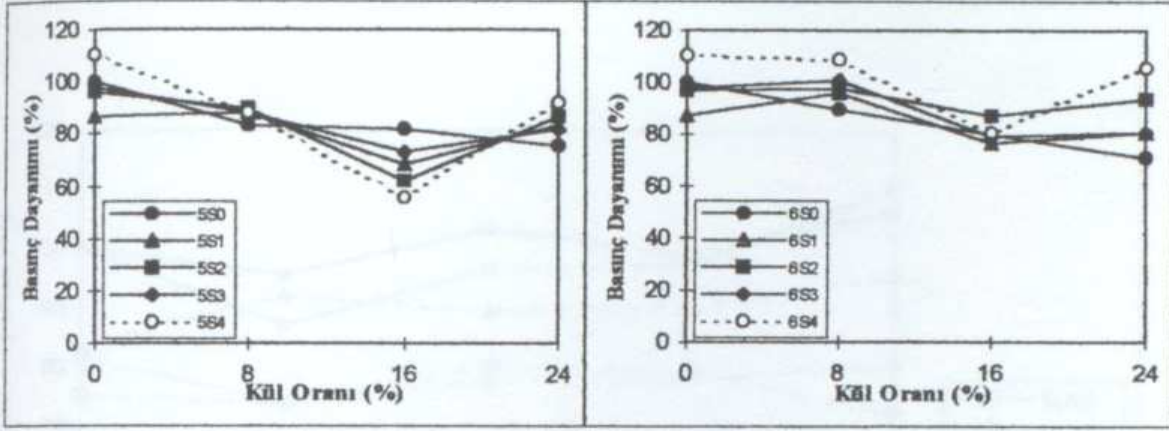 120
100
80
60
40
20
0
Basınç Dayanımı (%)
5S0
5S1
5S2
5S3
5S4
0 8 16 24
Kül Oranı (%)
120
100
80
60
40
20
0
Basınç Dayanımı (%)
6S0
6S1
6S2
6S3
6S4
0 8 16 24
Kül Oranı (%)